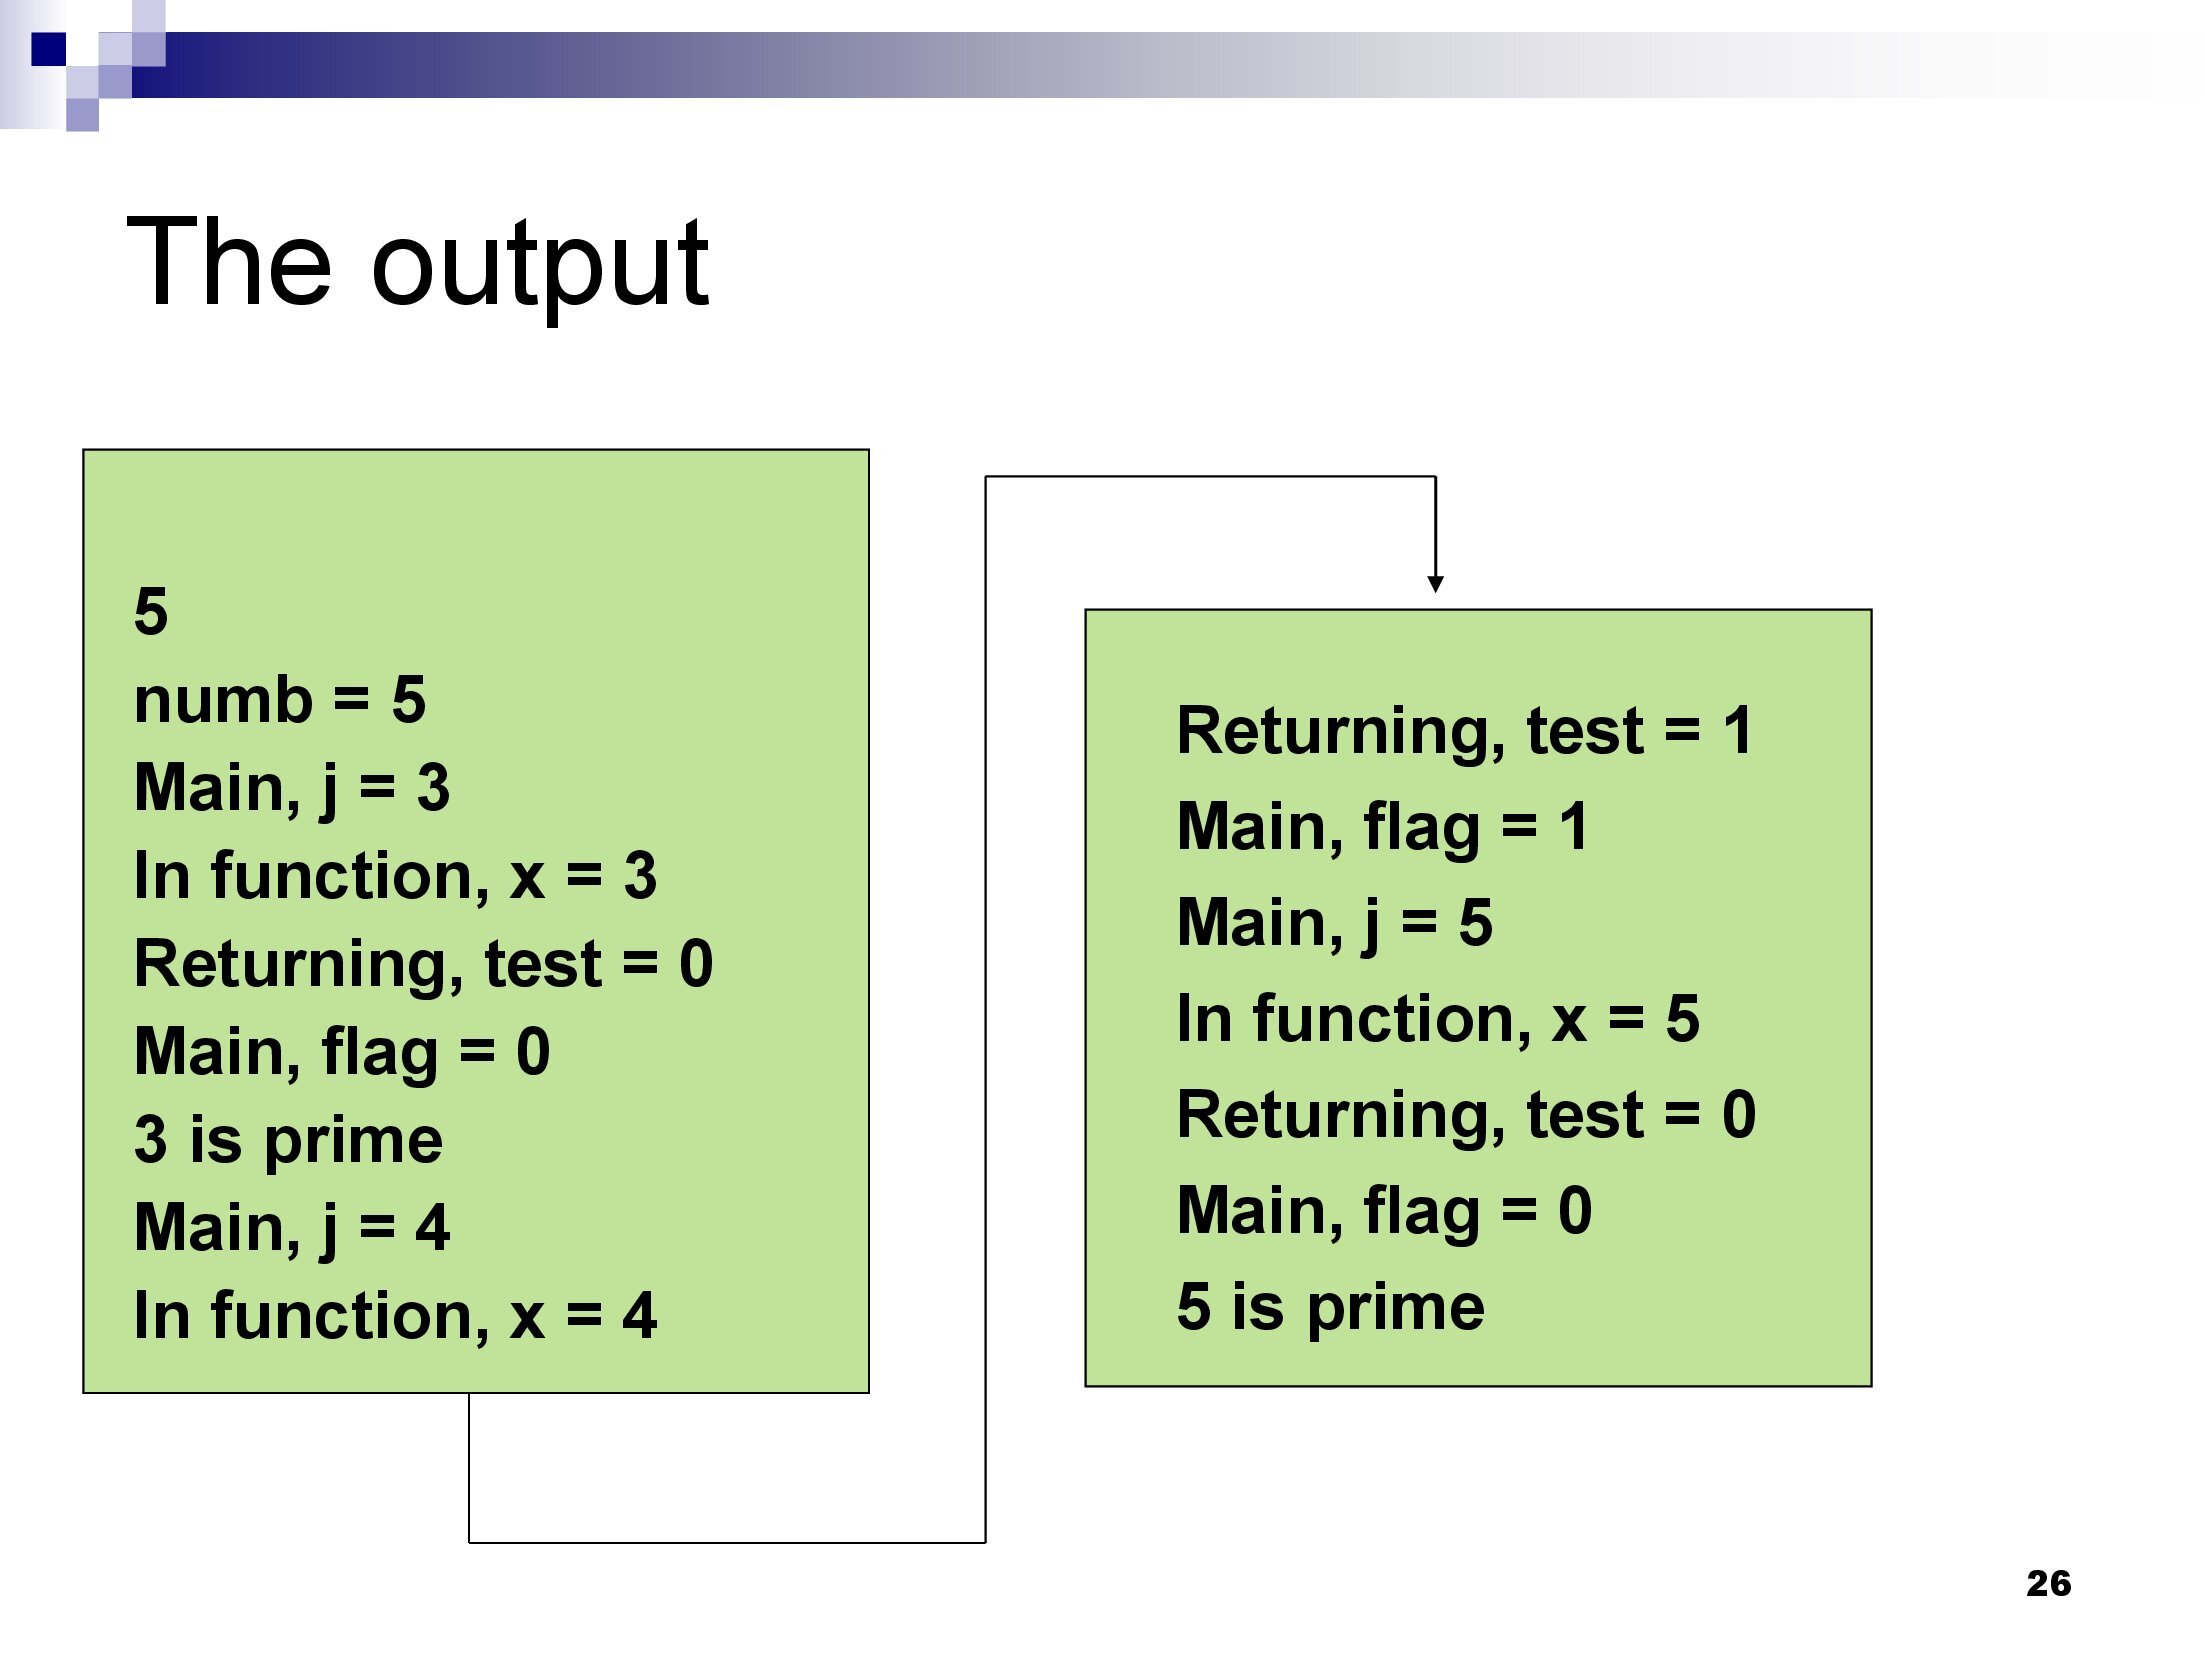 The output
5
numb = 5
Main, j = 3
In function, x = 3
Returning, test = 0
Main, flag = 0
3 is prime
Main, j = 4
In function, x = 4
Returning, test = 1
Main, flag = 1
Main, j = 5
In function, x = 5
Returning, test = 0
Main, flag = 0
5 is prime
26